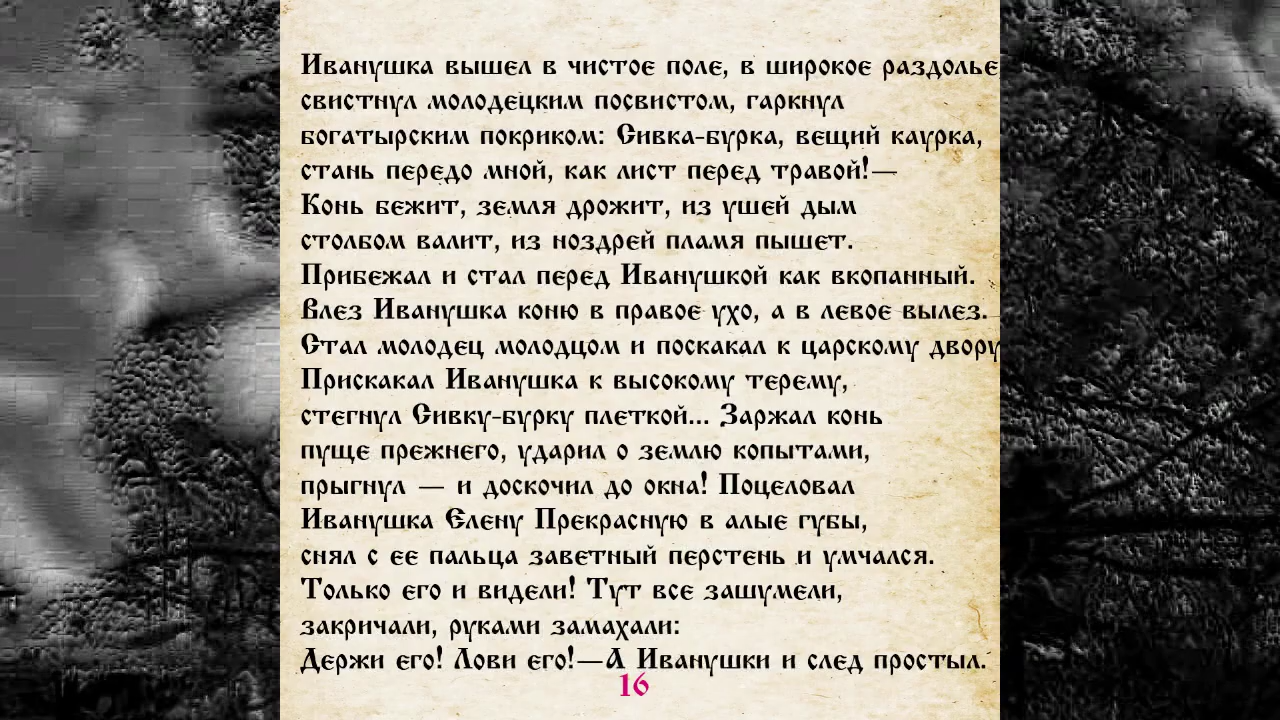 Иванушка вышел в чистое поле, в широкое раздолье
свистнул молодецким посвистом, гаркнул
богатырским покриком: Сивка-бурка, вещий каурка,
стань передо мной, как лист перед травой!—
Конь бежит, земля дрожит, из ушей дым
столбом валит, из ноздрей пламя пышет.
Прибежал и стал перед Иванушкой как вкопанный.
Влез Иванушка коню в правое ухо, а в левое вылез.
Стал молодец молодцом и поскакал к царскому двору
Прискакал Иванушка к высокому терему,
стегнул Сивку-бурку плеткой... Заржал конь
пуще прежнего, ударил о землю копытами,
прыгнул — и доскочил до окна! Поцеловал
Иванушка Елену Прекрасную в алые губы,
снял с ее пальца заветный перстень и умчался.
Только его и видели! Тут все зашумели,
закричали, руками замахали:
Держи его! Лови его!—А Иванушки и след простыл.
16